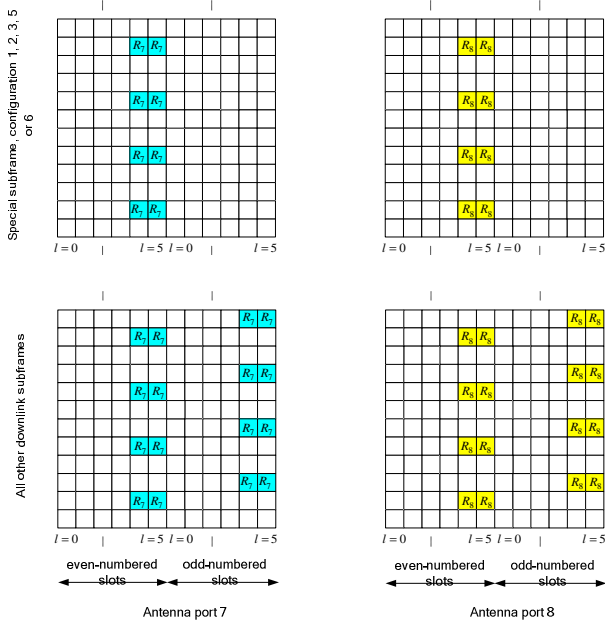 Special subframe, configuration 1, 2, 3, 5
or 6
R7 R7 R8 R8
R7 R7 R8 R8
R7 R7 R8 R8
R7 R7 R8 R8
l = 0 l = 5 l = 0 l = 5 l = 0 l = 5 l = 0 l = 5
All other downlink subframes
R7 R7 R8 R8
R7 R7 R8 R8
R7 R7 R8 R8
R7 R7 R8 R8
R7 R7 R8 R8
R7 R7 R8 R8
R7 R7 R8 R8
R7 R7 R8 R8
l = 0 l = 5 l = 0 l = 5 l = 0 l = 5 l = 0 l = 5
even-numbered slots odd-numbered slots even-numbered slots odd-numbered slots
Antenna port 7 Antenna port 8